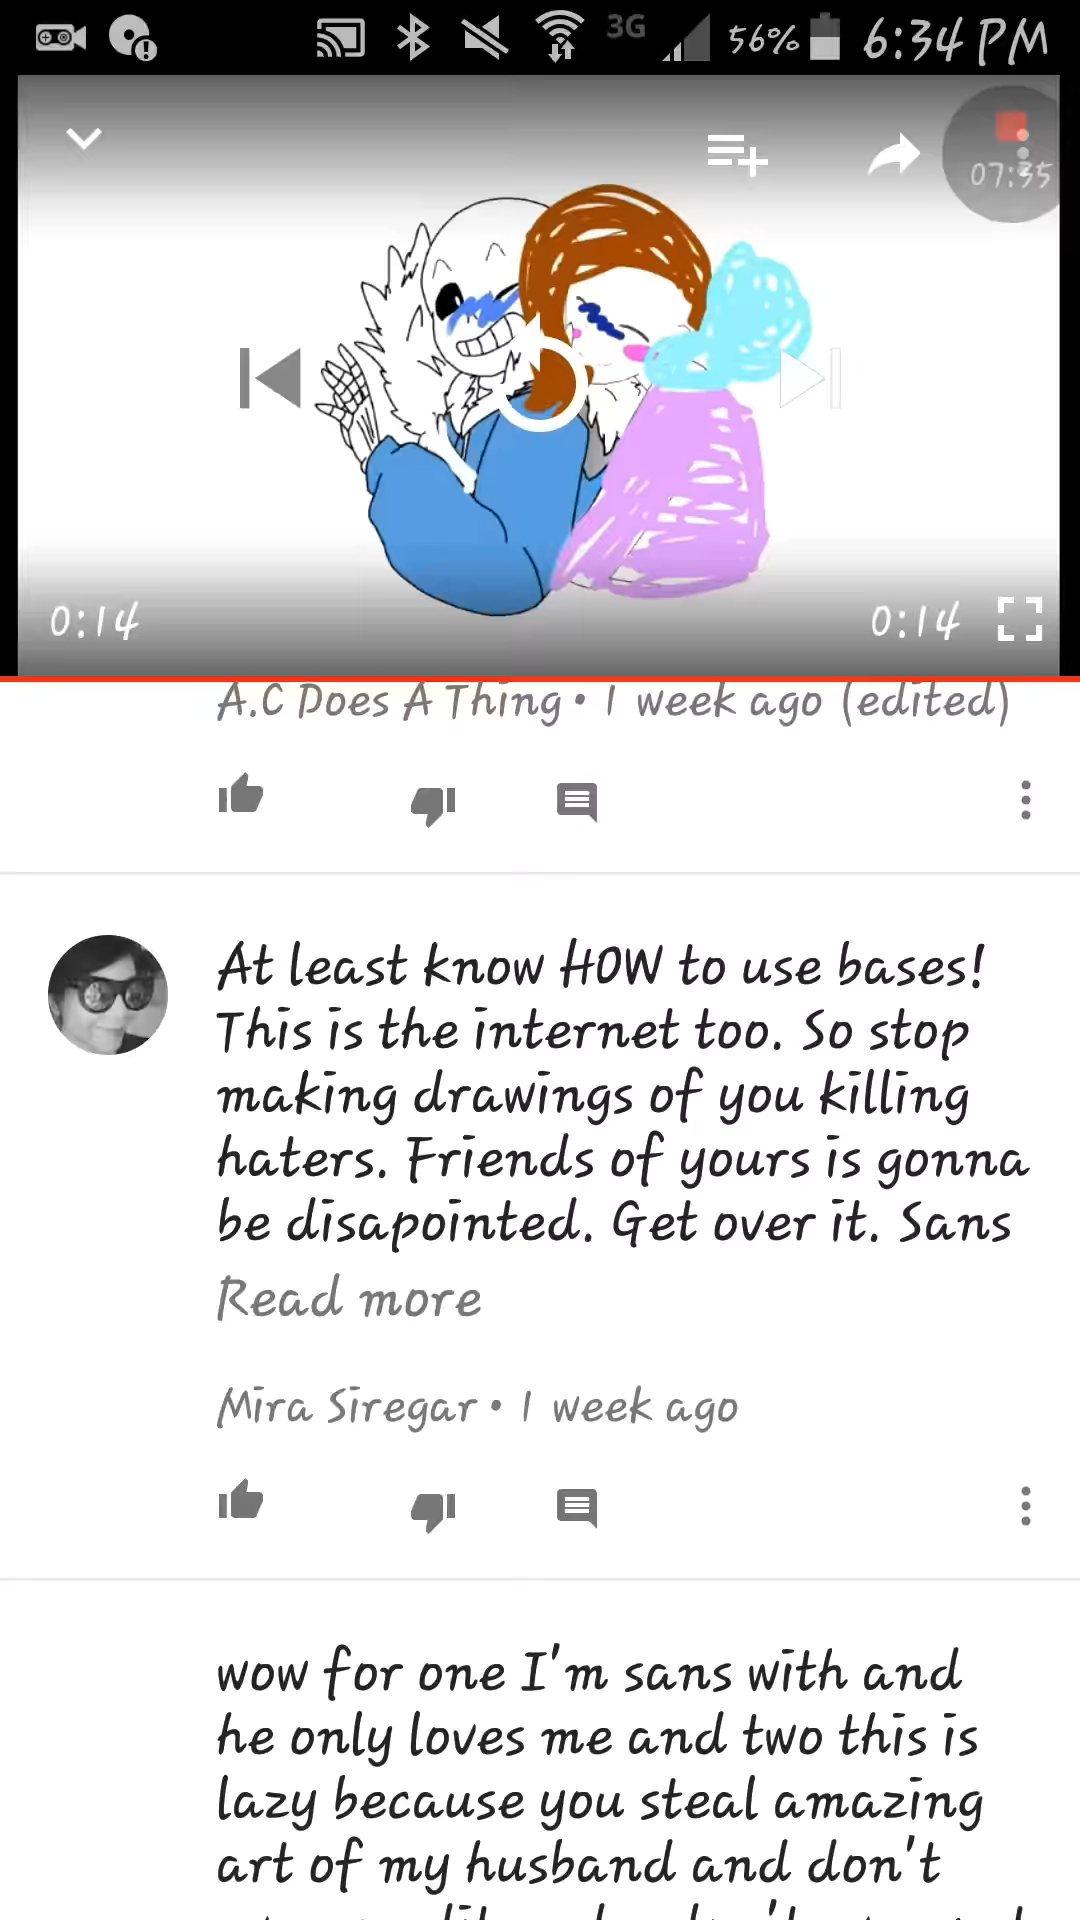 3G 56% 6:34 PM
07:35
0:14 0:14
A.C Does A Thing • 1 week ago (edited)
At least know HOW to use bases!
This is the internet too. So stop
making drawings of you killing
haters. Friends of yours is gonna
be disapointed. Get over it. Sans
Read more
Mira Siregar • 1 week ago
wow for one I'm sans with and
he only loves me and two this is
lazy because you steal amazing
art of my husband and don't